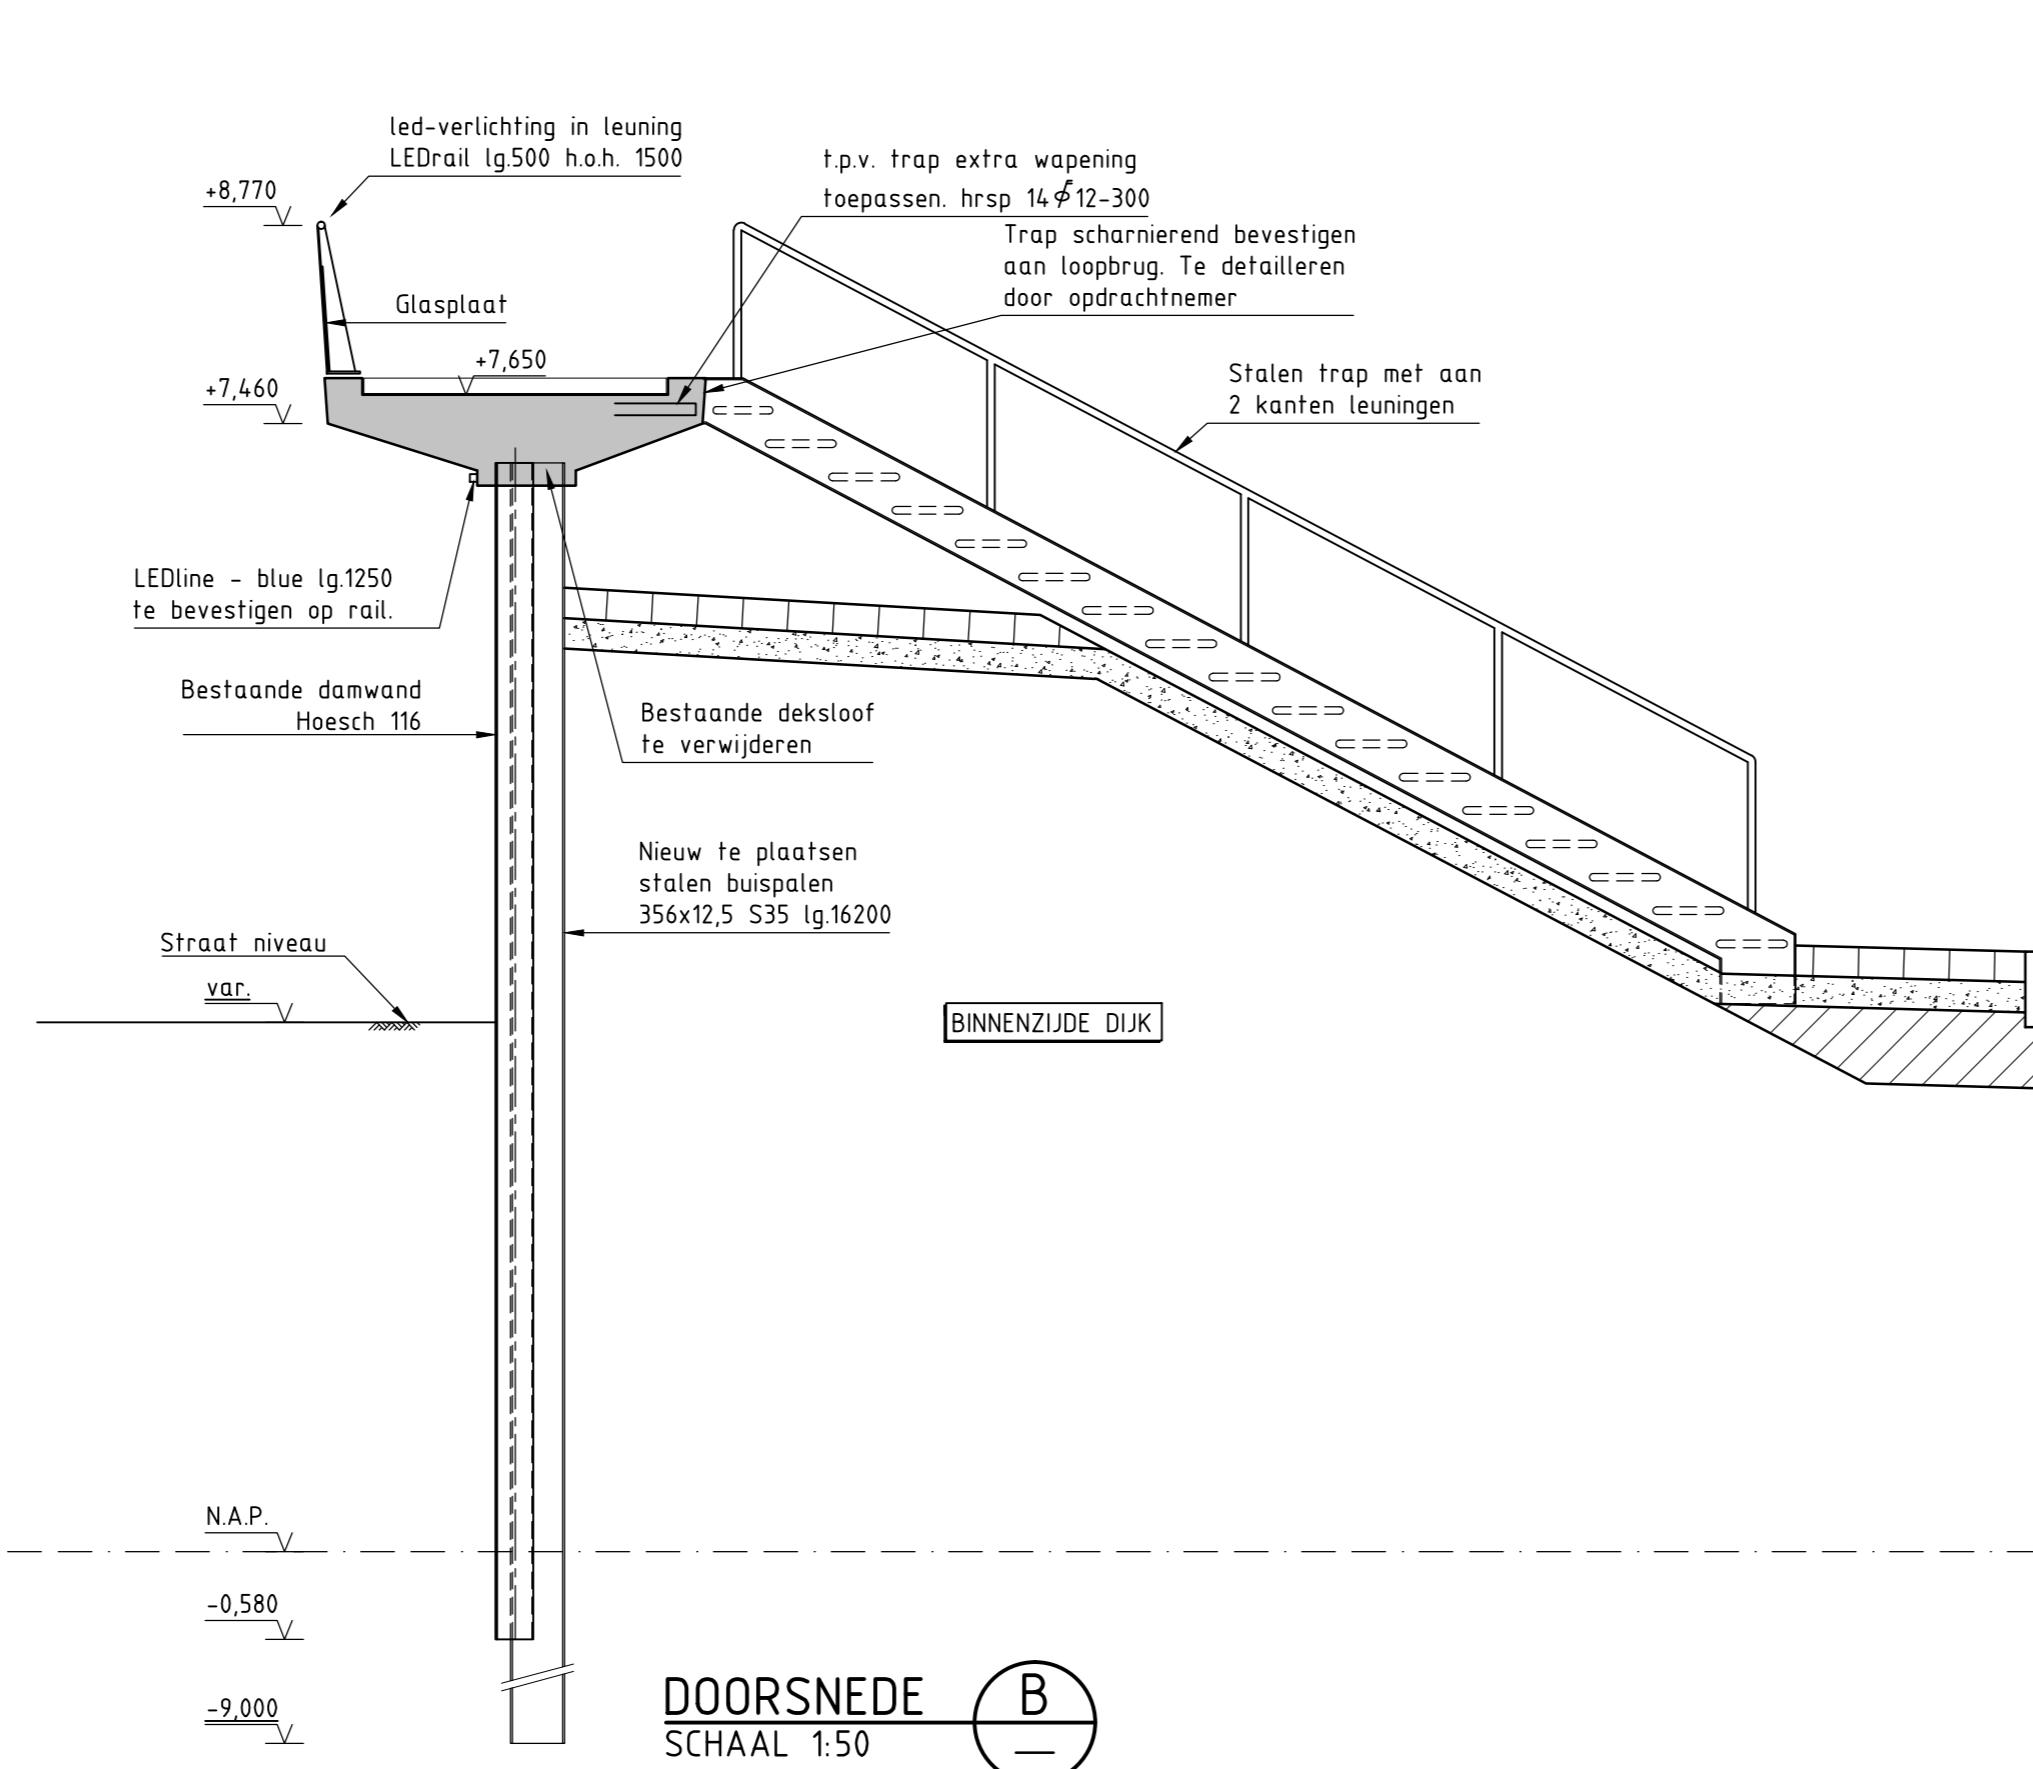 led-verlichting in leuning
LEDrail lg.500 h.o.h. 1500
t.p.v. trap extra wapening
toepassen. hrsp 14⌀12-300
+8,770
Trap scharnierend bevestigen
aan loopbrug. Te detailleren
door opdrachtnemer
Glasplaat
+7,650
+7,460
Stalen trap met aan
2 kanten leuningen
LEDline - blue lg.1250
te bevestigen op rail.
Bestaande damwand
Hoesch 116
Bestaande deksloof
te verwijderen
Nieuw te plaatsen
stalen buispalen
356x12,5 S35 lg.16200
Straat niveau
var.
BINNENZIJDE DIJK
N.A.P.
-0,580
-9,000
DOORSNEDE
B
SCHAAL 1:50